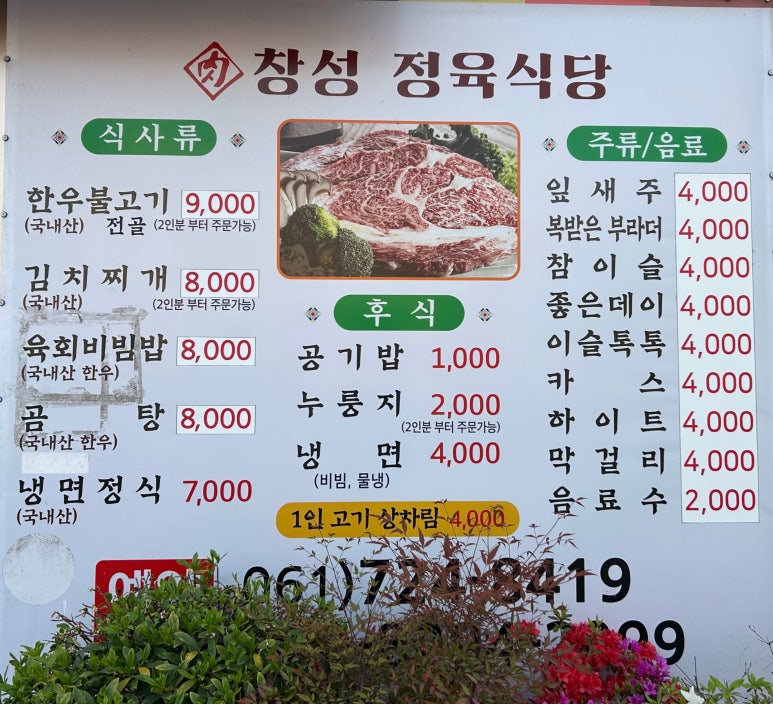 肉 창성 정육식당
식사류
한우불고기 9,000
(국내산) 전골 (2인분 부터 주문가능)
김치찌개 8,000
(국내산) (2인분 부터 주문가능)
육회비빔밥 8,000
(국내산 한우)
곰탕 8,000
(국내산 한우)
냉면정식 7,000
(국내산)
후식
공기밥 1,000
누룽지 2,000
(2인분 부터 주문가능)
냉면 4,000
(비빔, 물냉)
1인 고기 상차림 4,000
주류/음료
잎새주 4,000
복받은 부라더 4,000
참이슬 4,000
좋은데이 4,000
이슬톡톡 4,000
카스 4,000
하이트 4,000
막걸리 4,000
음료수 2,000
061)724-8419